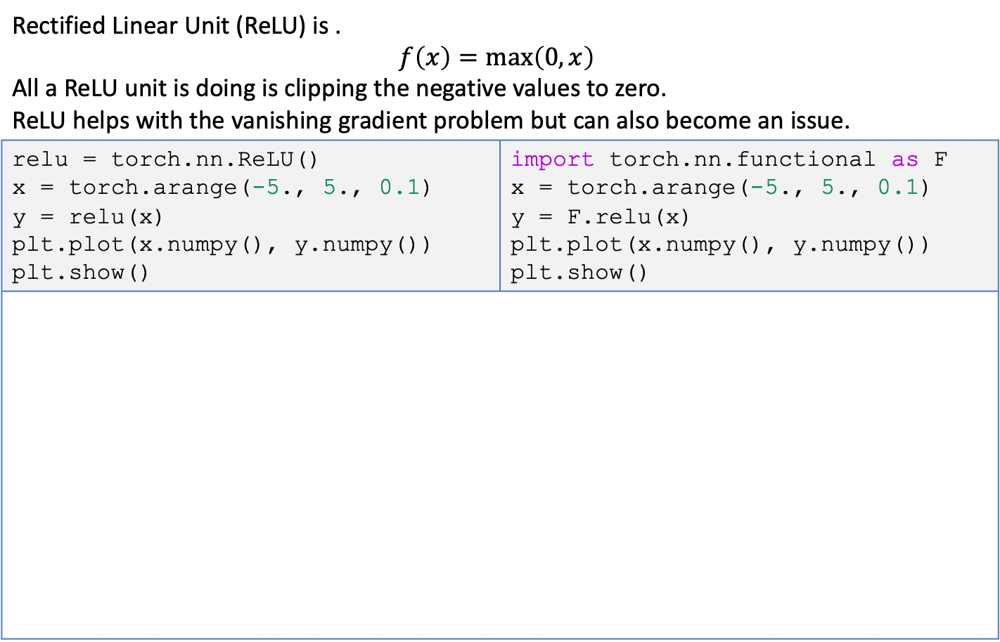 Rectified Linear Unit (ReLU) is .
f(x) = max(0, x)
All a ReLU unit is doing is clipping the negative values to zero.
ReLU helps with the vanishing gradient problem but can also become an issue.
relu = torch.nn.ReLU()
x = torch.arange(-5., 5., 0.1)
y = relu(x)
plt.plot(x.numpy(), y.numpy())
plt.show()
import torch.nn.functional as F
x = torch.arange(-5., 5., 0.1)
y = F.relu(x)
plt.plot(x.numpy(), y.numpy())
plt.show()